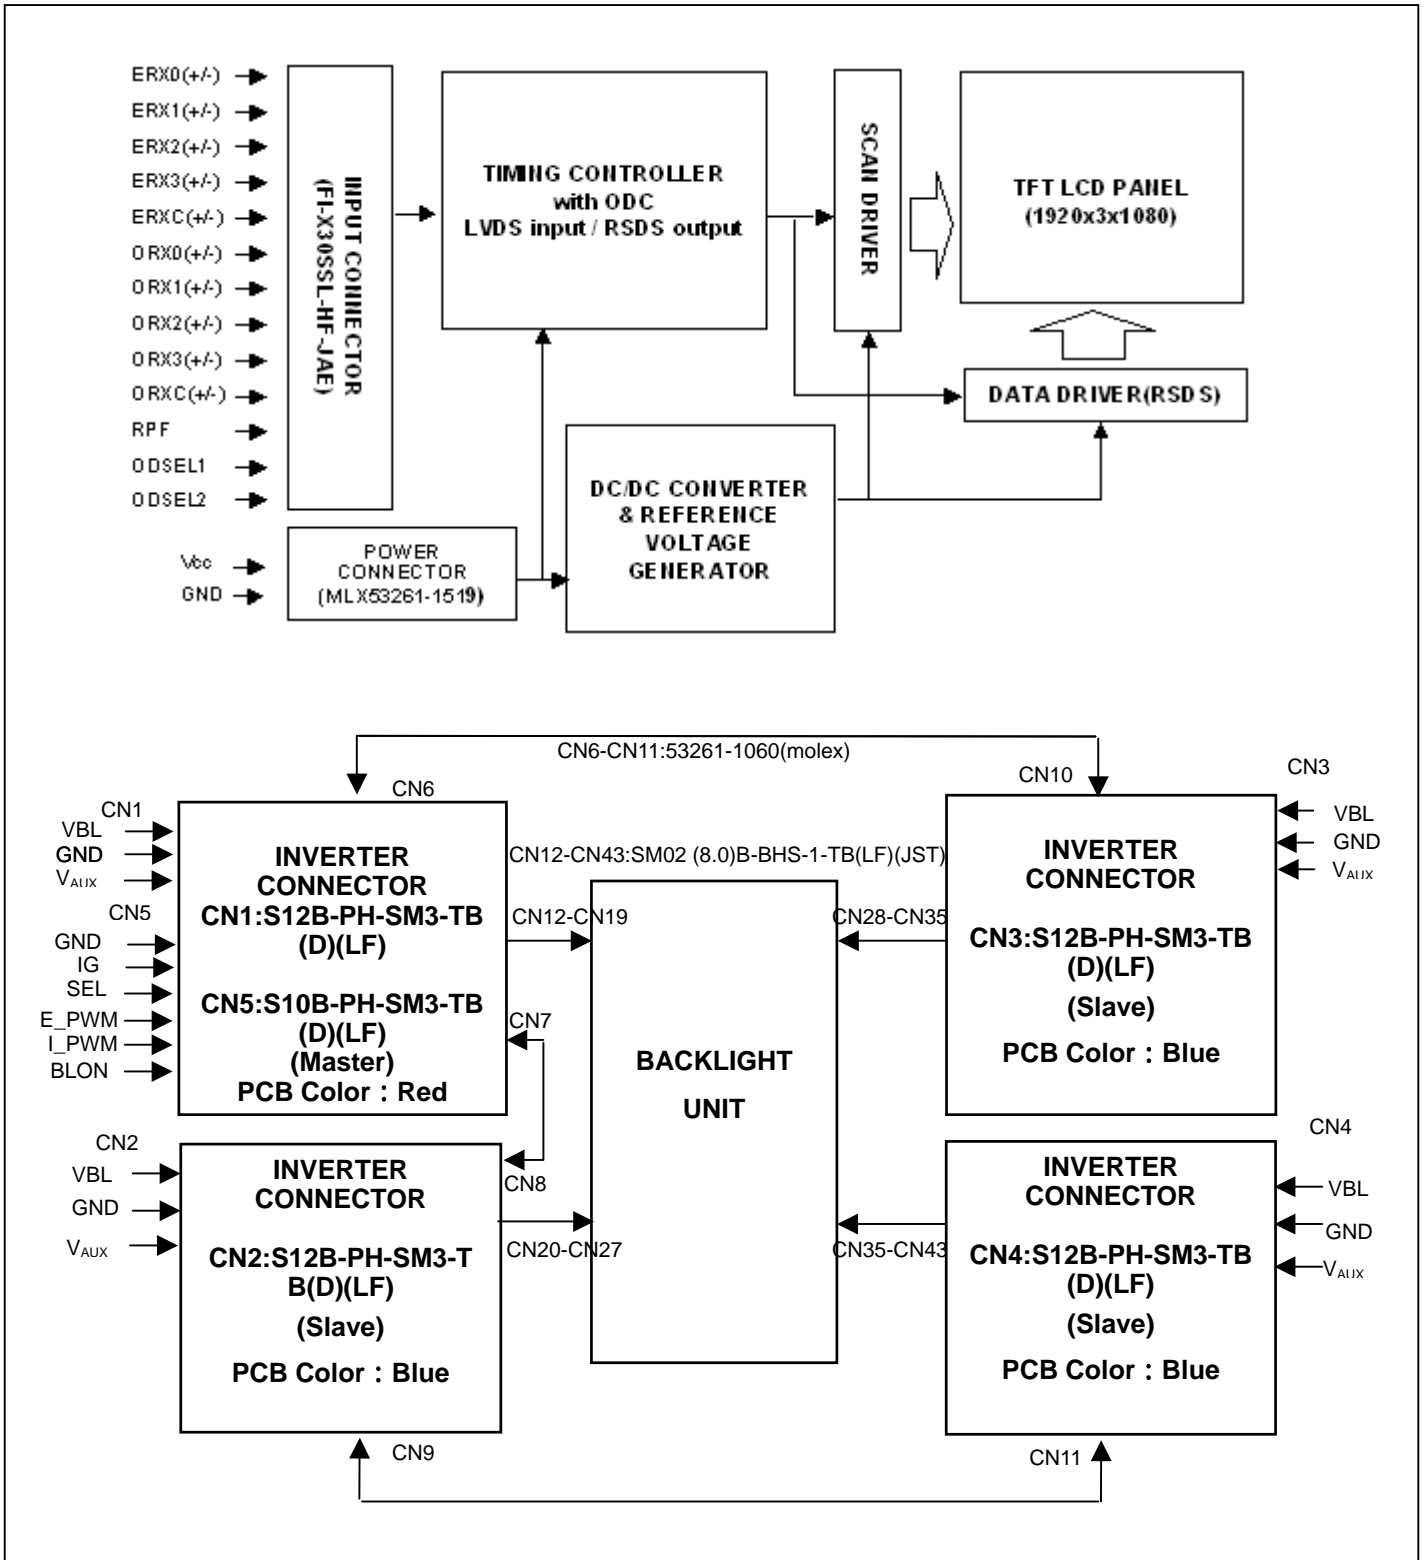 ERX0(+/-)
ERX1(+/-)
ERX2(+/-)
ERX3(+/-)
ERXC(+/-)
ORX0(+/-)
ORX1(+/-)
ORX2(+/-)
ORX3(+/-)
ORXC(+/-)
RPF
ODSEL1
ODSEL2
Vcc
GND
INPUT CONNECTOR
(FI-X30SSL-HF-JAE)
POWER
CONNECTOR
(MLX53261-1519)
TIMING CONTROLLER
with ODC
LVDS input / RSDS output
DC/DC CONVERTER
& REFERENCE
VOLTAGE
GENERATOR
SCAN DRIVER
TFT LCD PANEL
(1920x3x1080)
DATA DRIVER(RSDS)
CN6-CN11:53261-1060(molex)
CN6
CN10
CN3
CN1
VBL
GND
VAUX
CN5
GND
IG
SEL
E_PWM
I_PWM
BLON
INVERTER
CONNECTOR
CN1:S12B-PH-SM3-TB
(D)(LF)
CN5:S10B-PH-SM3-TB
(D)(LF)
(Master)
PCB Color：Red
CN12-CN43:SM02 (8.0)B-BHS-1-TB(LF)(JST)
CN12-CN19
CN28-CN35
CN7
CN8
BACKLIGHT
UNIT
INVERTER
CONNECTOR
CN3:S12B-PH-SM3-TB
(D)(LF)
(Slave)
PCB Color：Blue
VBL
GND
VAUX
CN2
VBL
GND
VAUX
INVERTER
CONNECTOR
CN2:S12B-PH-SM3-T
B(D)(LF)
(Slave)
PCB Color：Blue
CN20-CN27
CN35-CN43
INVERTER
CONNECTOR
CN4:S12B-PH-SM3-TB
(D)(LF)
(Slave)
PCB Color：Blue
CN4
VBL
GND
VAUX
CN9
CN11